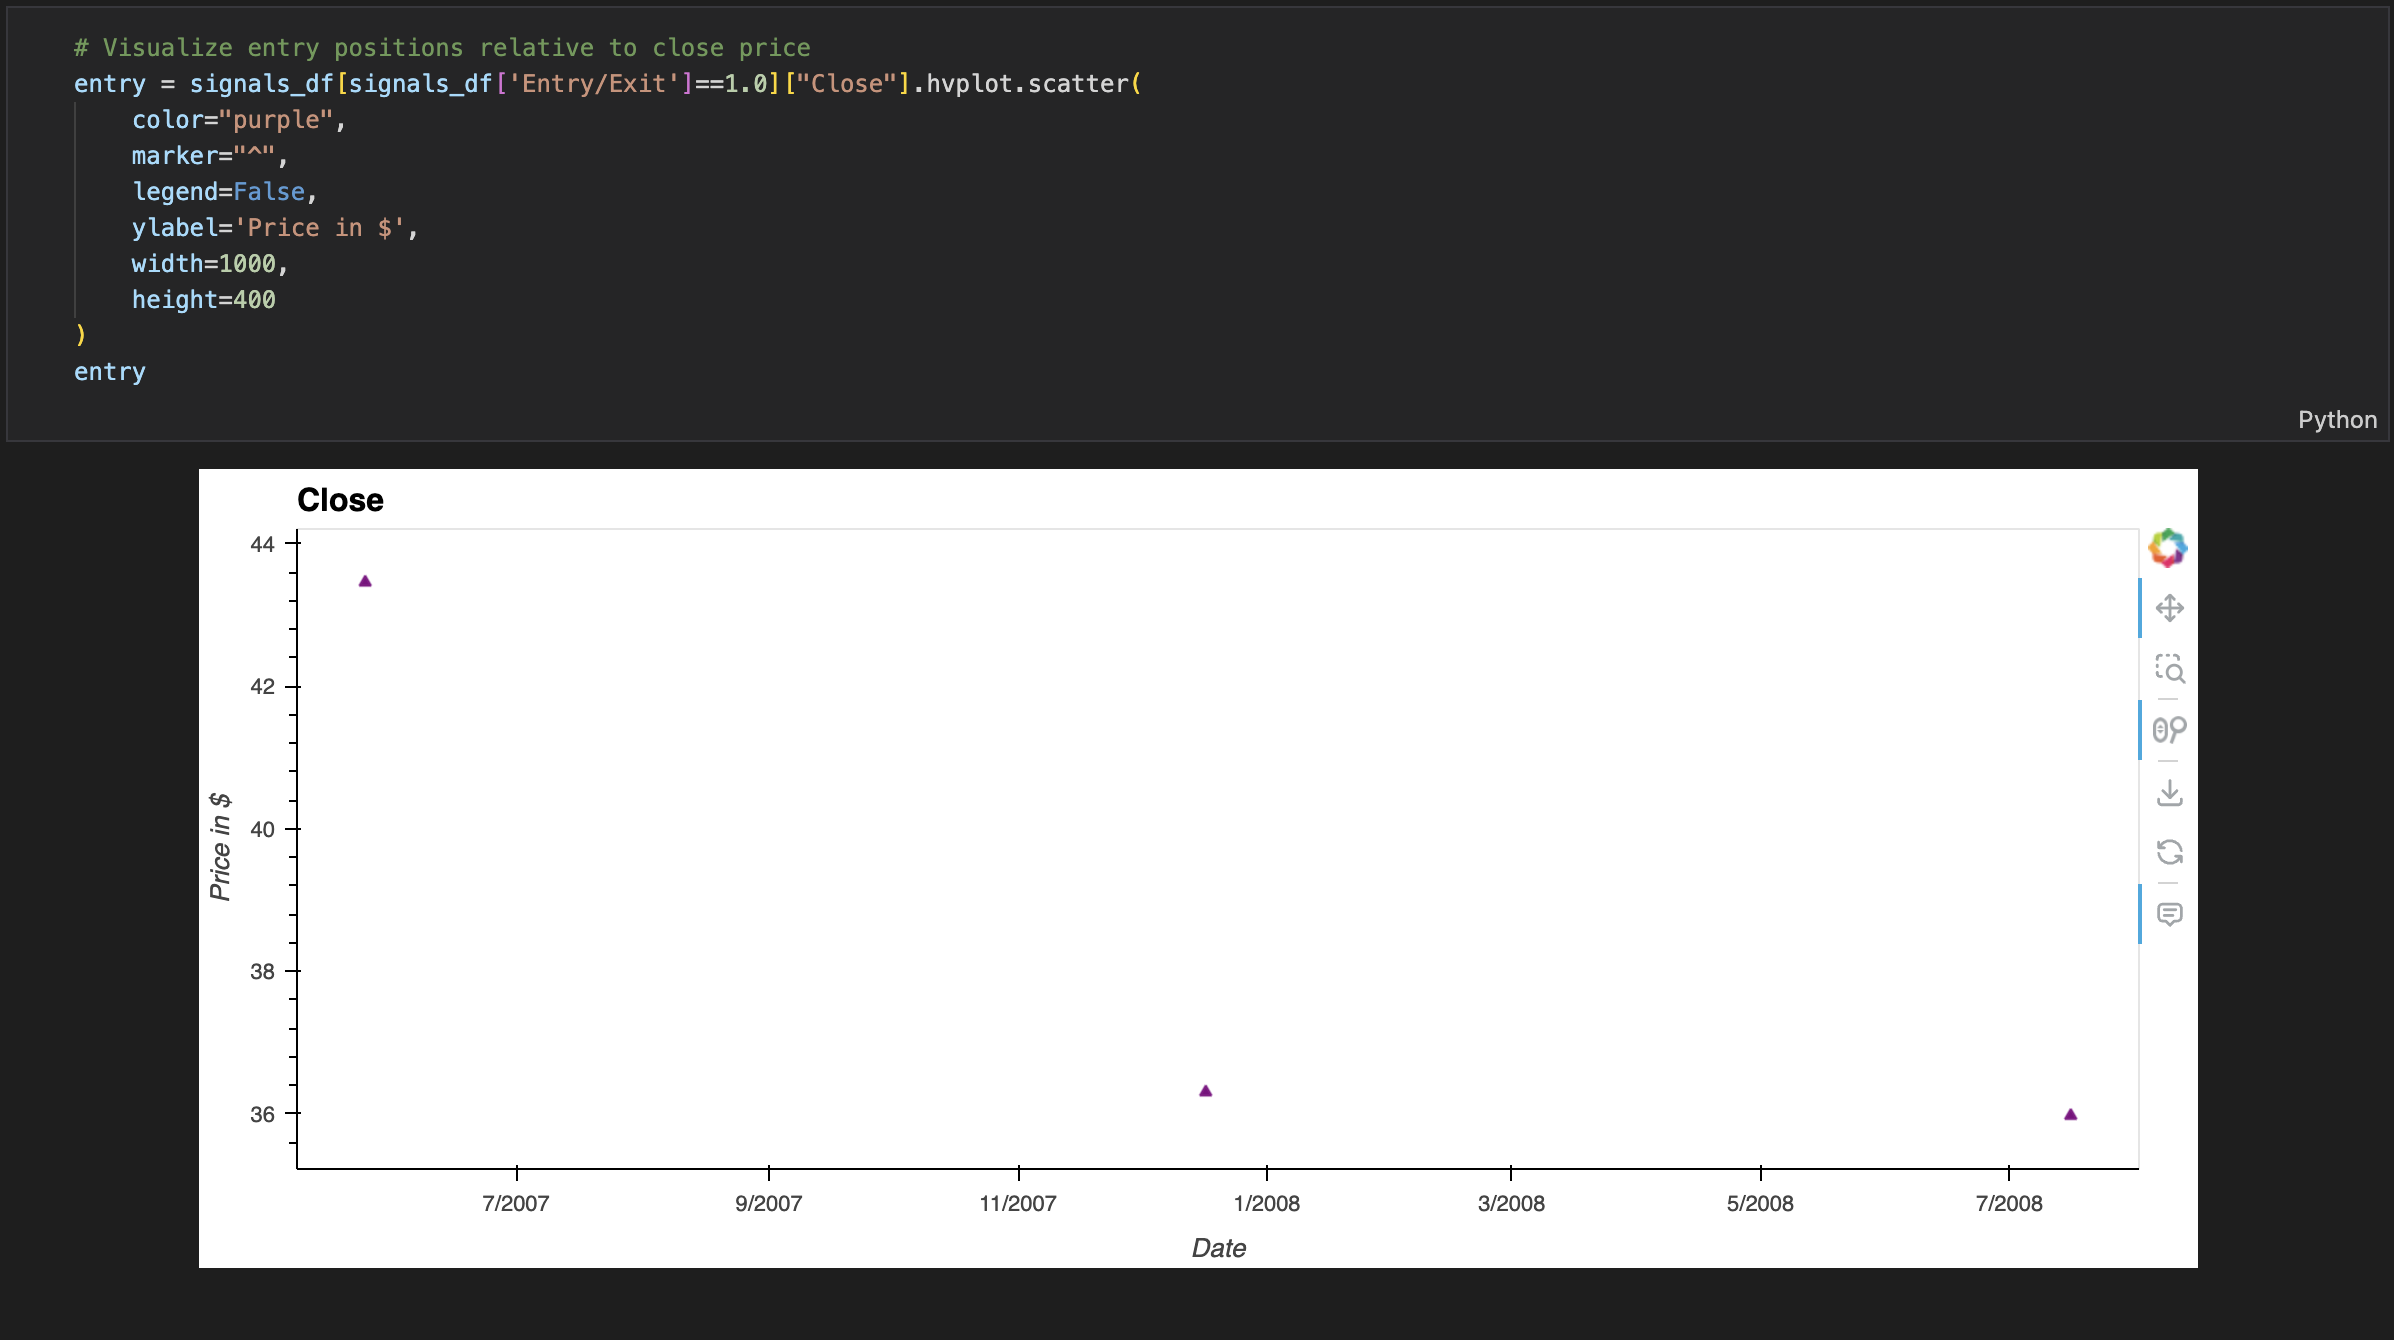 # Visualize entry positions relative to close price
entry = signals_df[signals_df['Entry/Exit']==1.0]["Close"].hvplot.scatter(
    color="purple",
    marker="^",
    legend=False,
    ylabel='Price in $',
    width=1000,
    height=400
)
entry
Python
Close
44
42
40
38
36
Price in $
7/2007
9/2007
11/2007
1/2008
3/2008
5/2008
7/2008
Date